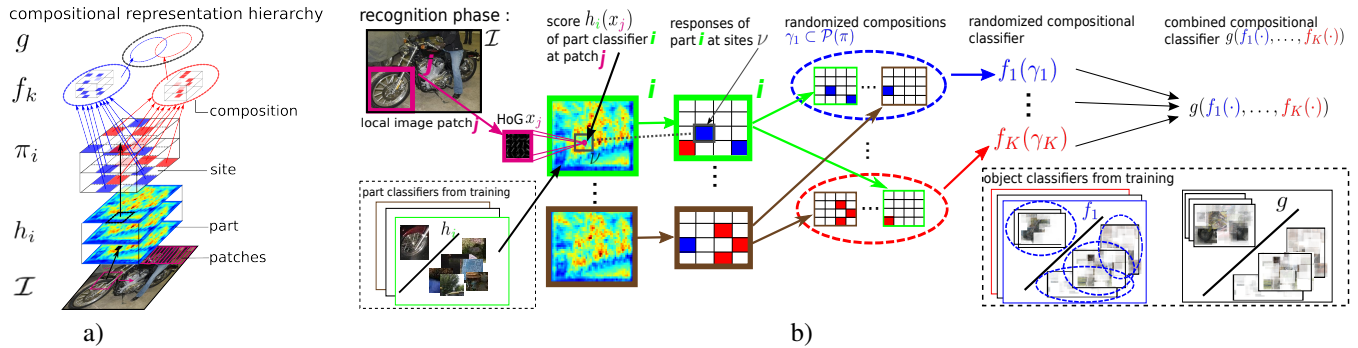 compositional representation hierarchy
g
f_k
composition
π_i
site
h_i
part
patches
I
a)
recognition phase :
I
j
local image patch j
HoG x_j
score h_i(x_j)
of part classifier i
at patch j
i
ν
responses of
part i at sites ν
i
randomized compositions
γ_1 ⊂ P(π)
randomized compositional
classifier
f_1(γ_1)
f_K(γ_K)
combined compositional
classifier g(f_1(·), . . . , f_K(·))
g(f_1(·), . . . , f_K(·))
part classifiers from training
h_i
object classifiers from training
f_1
g
b)